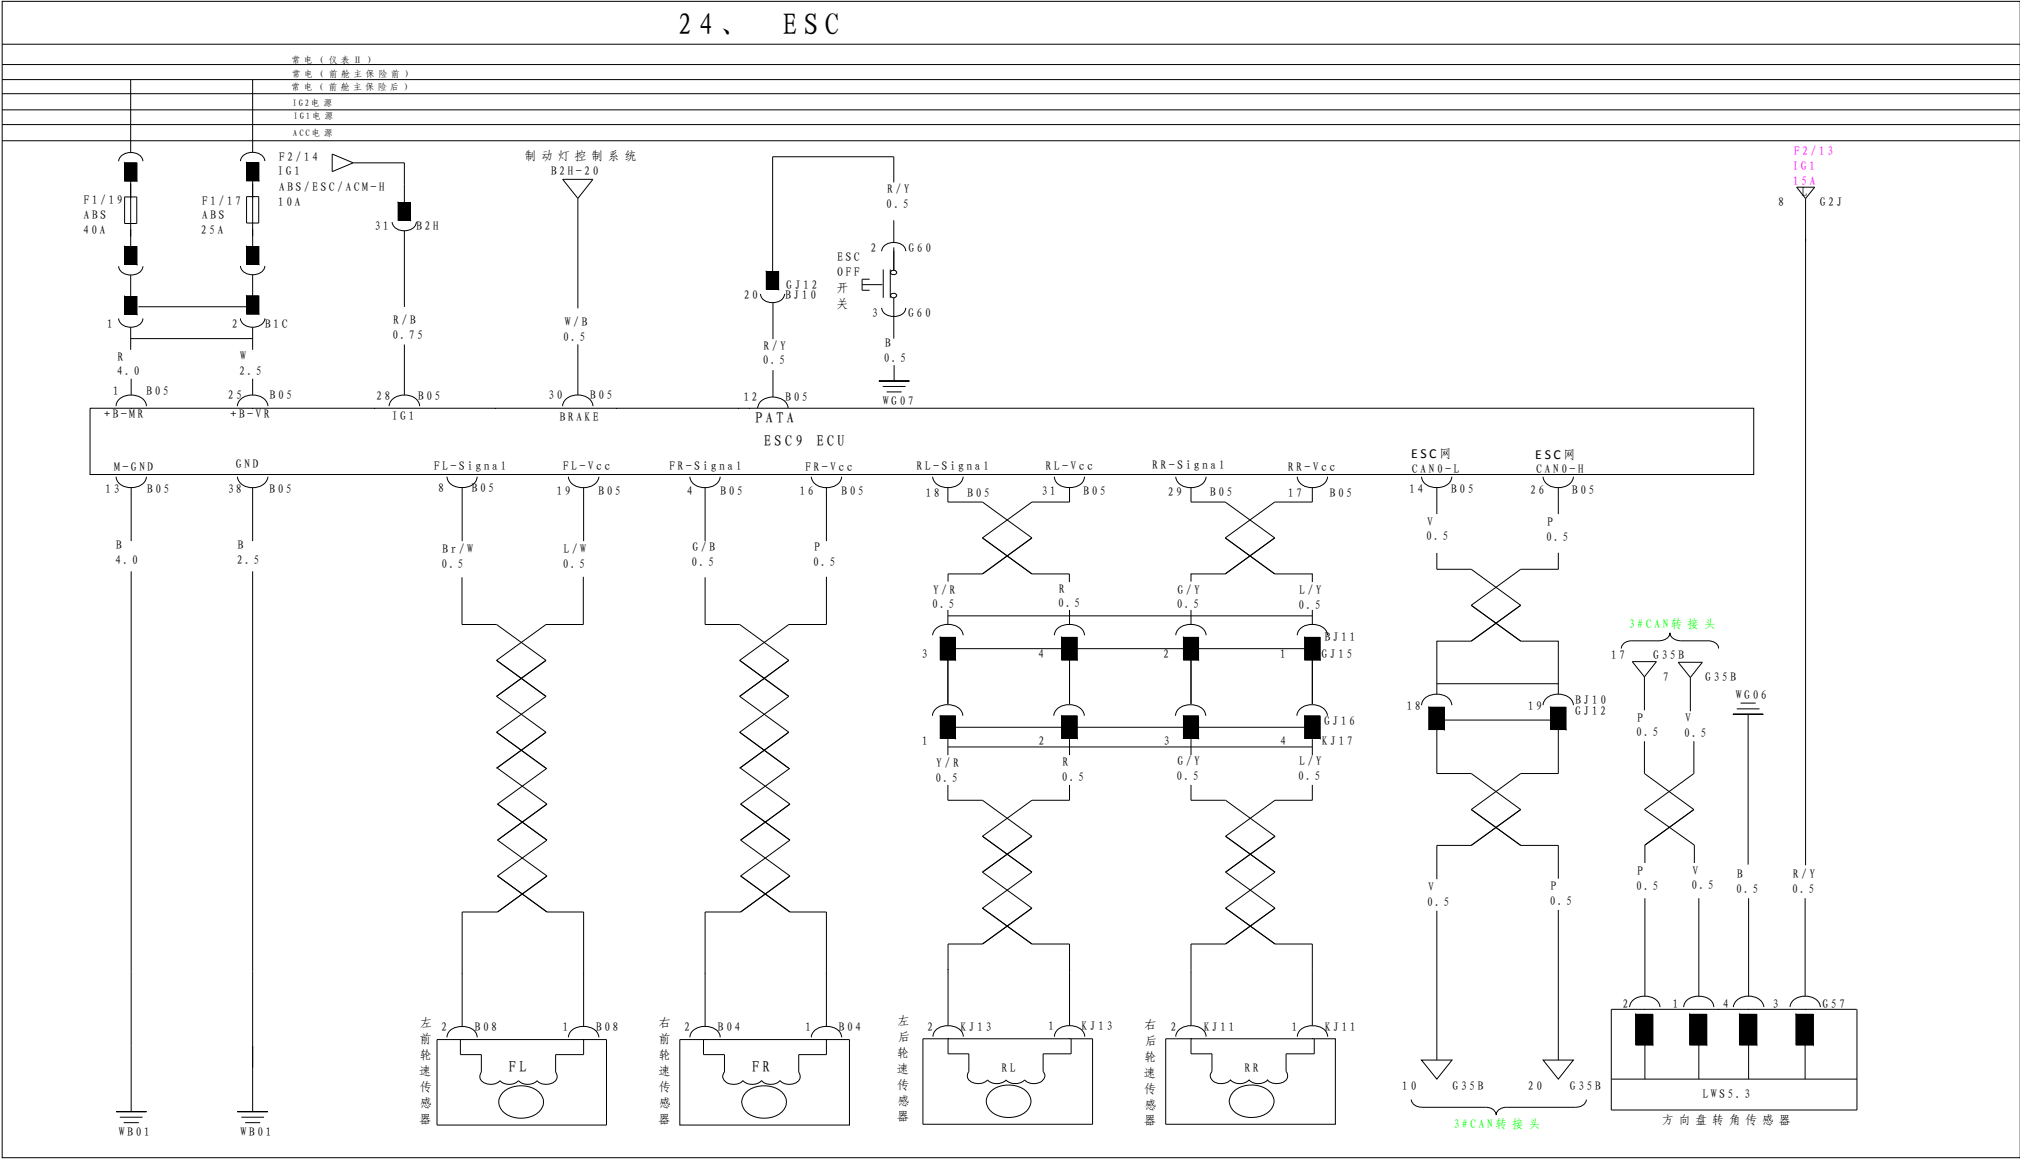 24、 ESC
常电(仪表Ⅱ)
常电(前舱主保险前)
常电(前舱主保险后)
IG2电源
IG1电源
ACC电源
F1/19
ABS
40A
F1/17
ABS
25A
F2/14
IG1
ABS/ESC/ACM-H
10A
31 B2H
制动灯控制系统
B2H-20
R/Y
0.5
2 G60
ESC
OFF
开
关
3 G60
GJ12
20 BJ10
F2/13
IG1
15A
8 G2J
1 2 B1C
R
4.0
W
2.5
R/B
0.75
W/B
0.5
R/Y
0.5
B
0.5
WG07
1 B05
25 B05
28 B05
30 B05
12 B05
+B-MR
+B-VR
IG1
BRAKE
PATA
ESC9 ECU
M-GND
GND
FL-Signal
FL-Vcc
FR-Signal
FR-Vcc
RL-Signal
RL-Vcc
RR-Signal
RR-Vcc
ESC网
CAN0-L
ESC网
CAN0-H
13 B05
38 B05
8 B05
19 B05
4 B05
16 B05
18 B05
31 B05
29 B05
17 B05
14 B05
26 B05
B
4.0
B
2.5
Br/W
0.5
L/W
0.5
G/B
0.5
P
0.5
V
0.5
P
0.5
Y/R
0.5
R
0.5
G/Y
0.5
L/Y
0.5
3 4 2 1
BJ11
GJ15
1 2 3 4
GJ16
KJ17
Y/R
0.5
R
0.5
G/Y
0.5
L/Y
0.5
18 19
BJ10
GJ12
3#CAN转接头
17 G35B
7 G35B
WG06
P
0.5
V
0.5
V
0.5
P
0.5
P
0.5
V
0.5
B
0.5
R/Y
0.5
2 1 4 3 G57
左前轮速传感器
2 B08
1 B08
FL
右前轮速传感器
2 B04
1 B04
FR
左后轮速传感器
2 KJ13
1 KJ13
RL
右后轮速传感器
2 KJ11
1 KJ11
RR
10 G35B
20 G35B
3#CAN转接头
LWS5.3
方向盘转角传感器
WB01
WB01